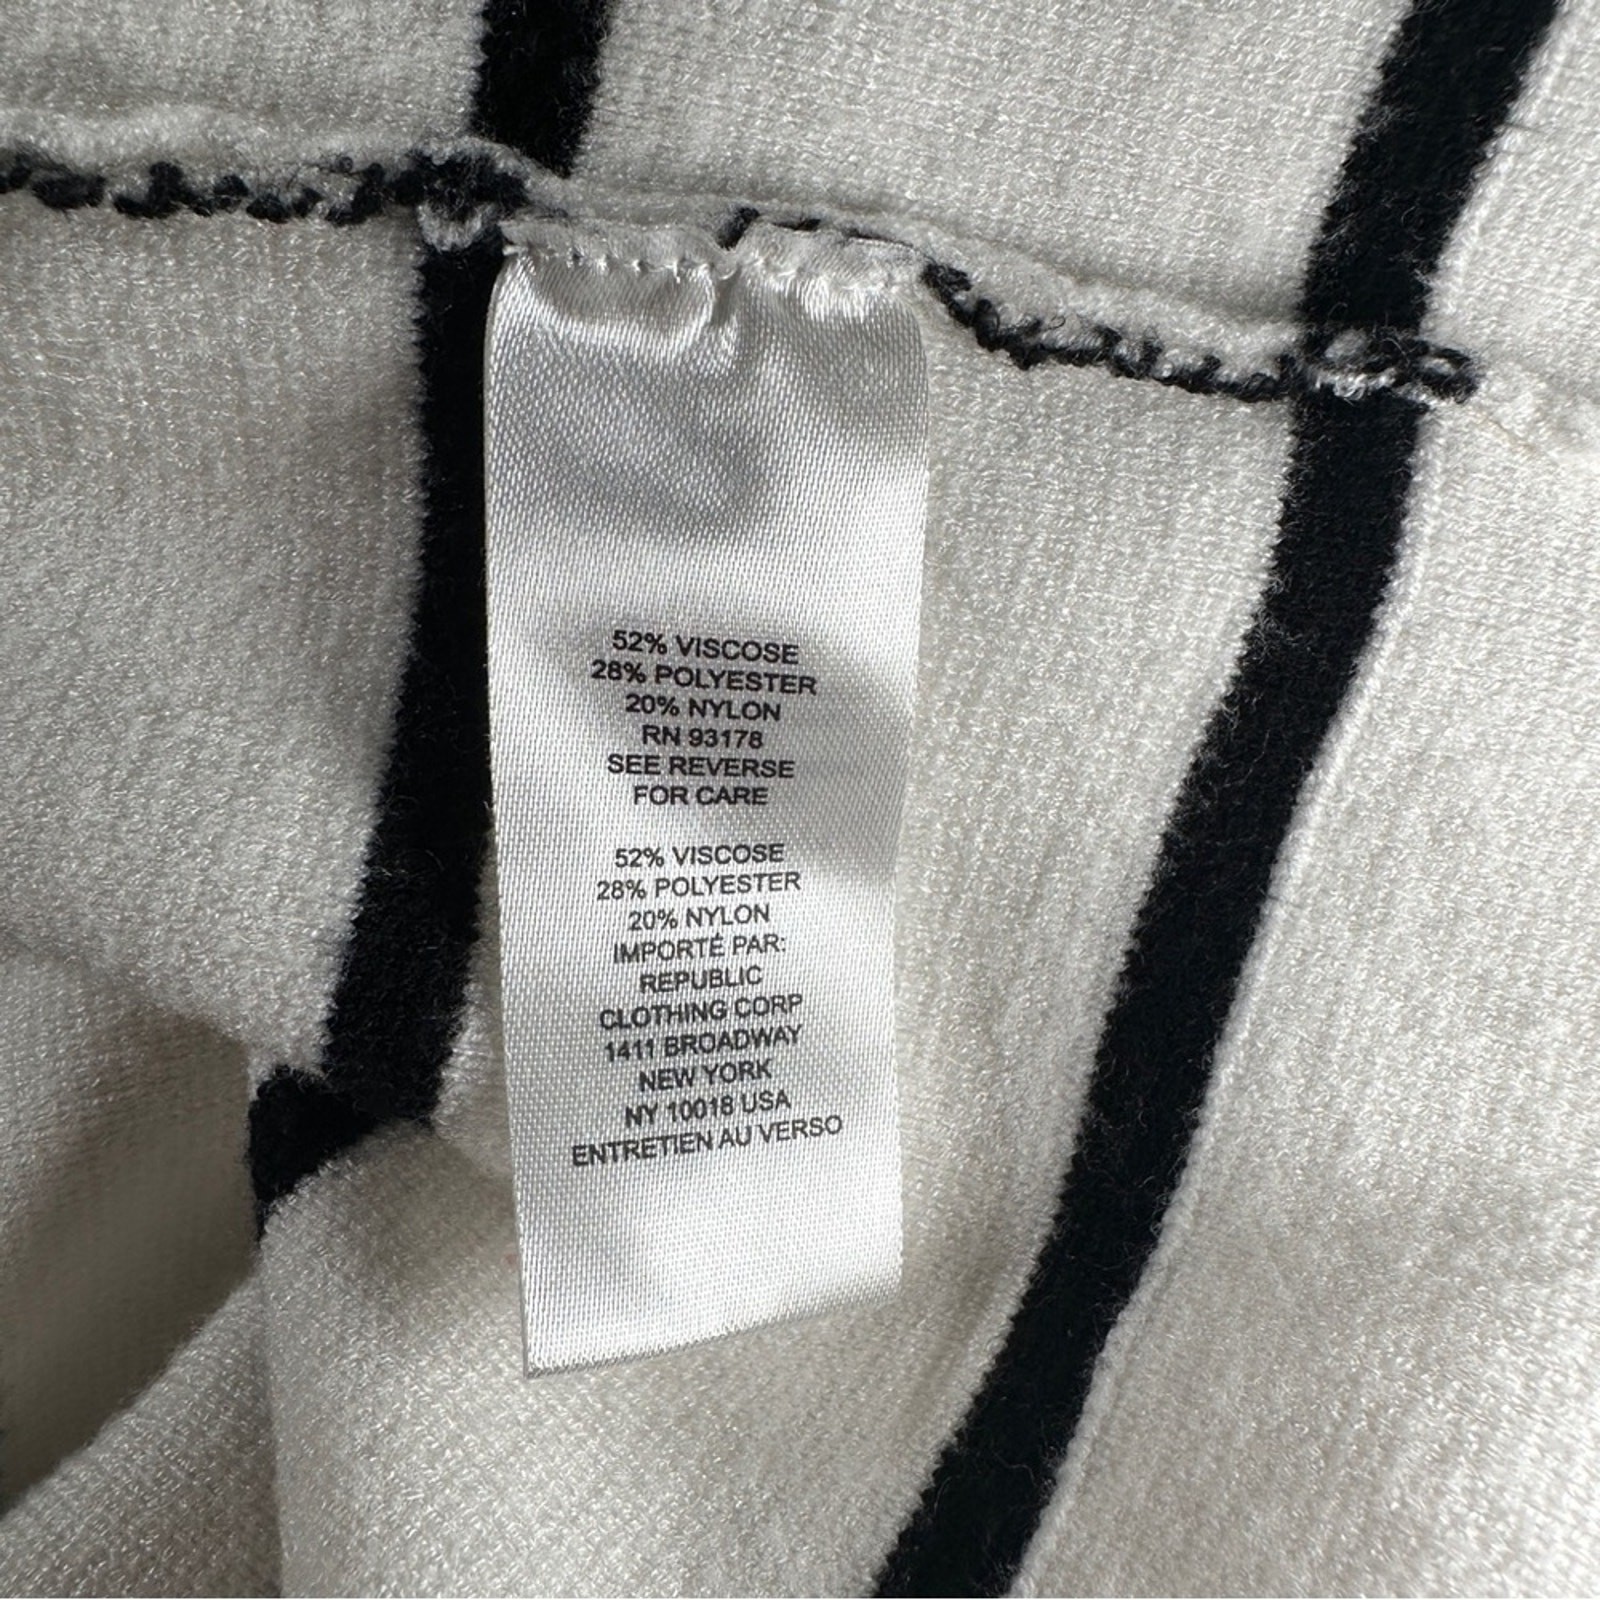 52% VISCOSE
28% POLYESTER
20% NYLON
RN 93178
SEE REVERSE
FOR CARE
52% VISCOSE
28% POLYESTER
20% NYLON
IMPORTÉ PAR:
REPUBLIC
CLOTHING CORP
1411 BROADWAY
NEW YORK
NY 10018 USA
ENTRETIEN AU VERSO